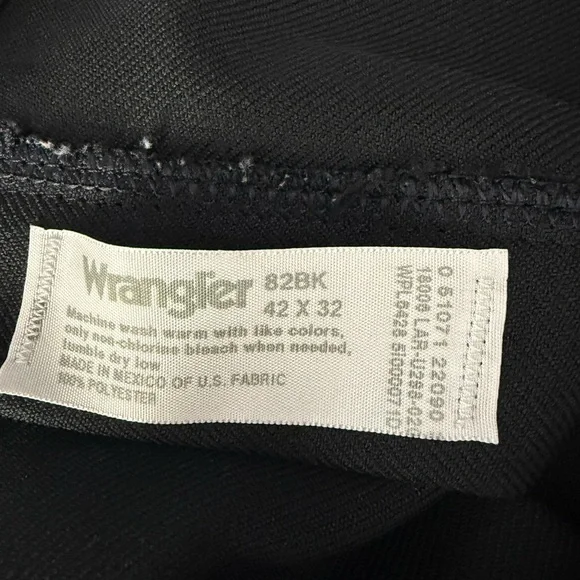 Wrangler 82BK
42 X 32
Machine wash warm with like colors,
only non-chlorine bleach when needed,
tumble dry low
MADE IN MEXICO OF U.S. FABRIC
100% POLYESTER
0 51071 22090
WPL6428